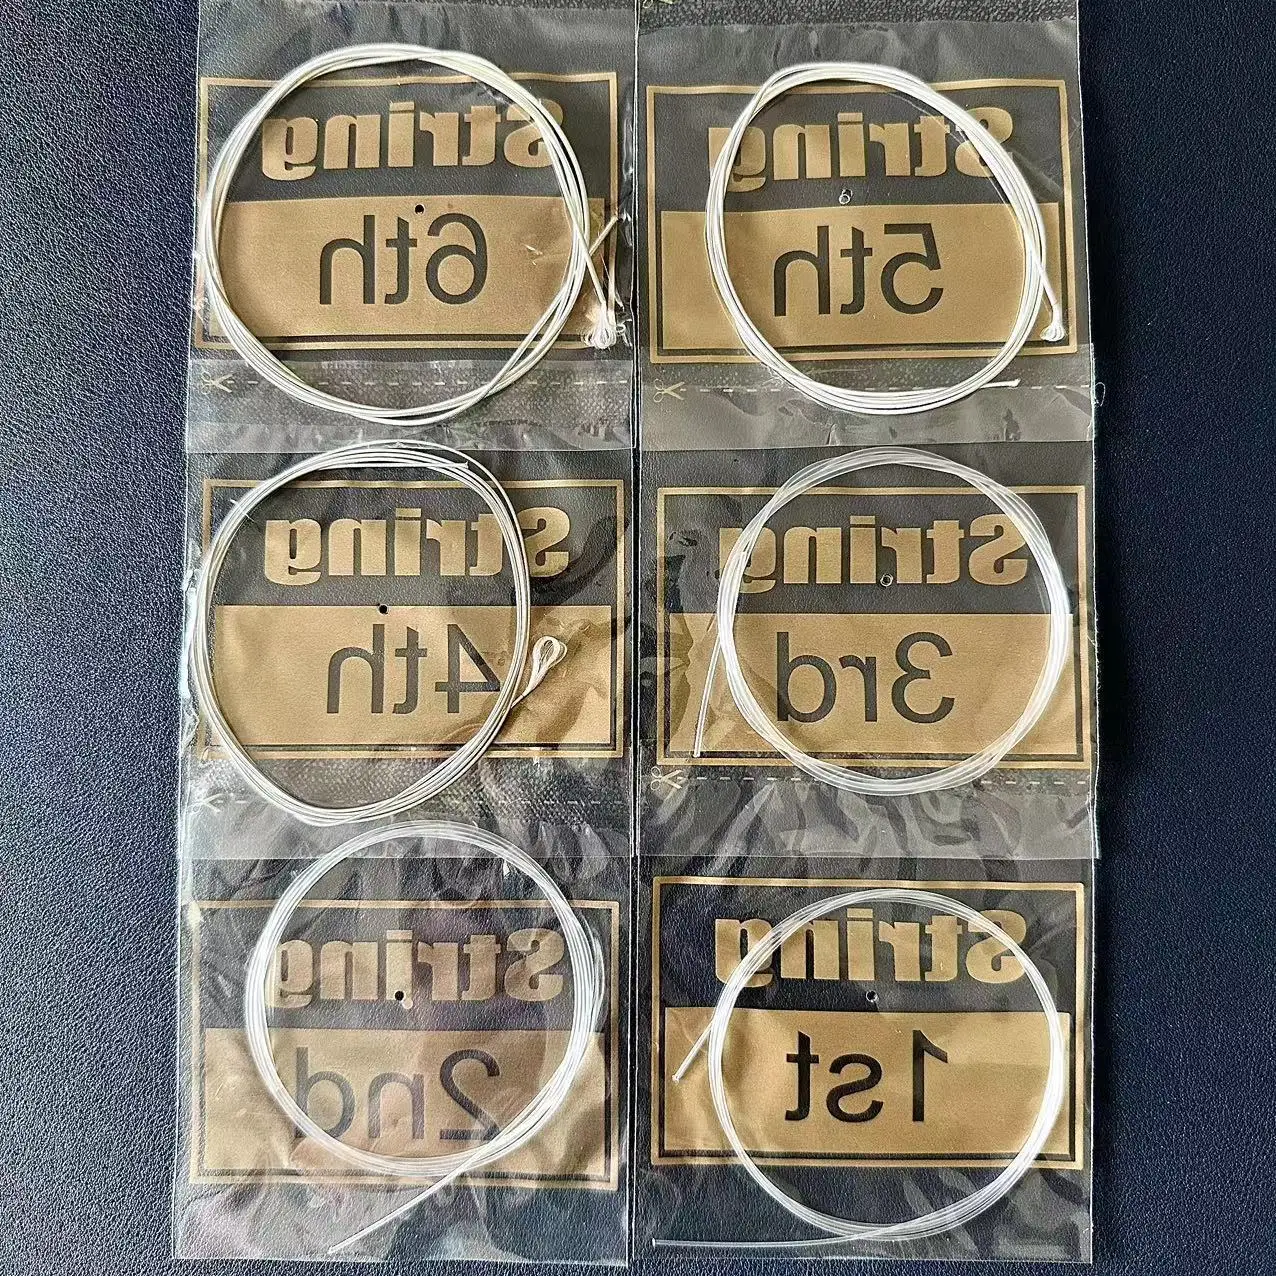 String
6th
String
5th
String
4th
String
3rd
String
2nd
String
1st